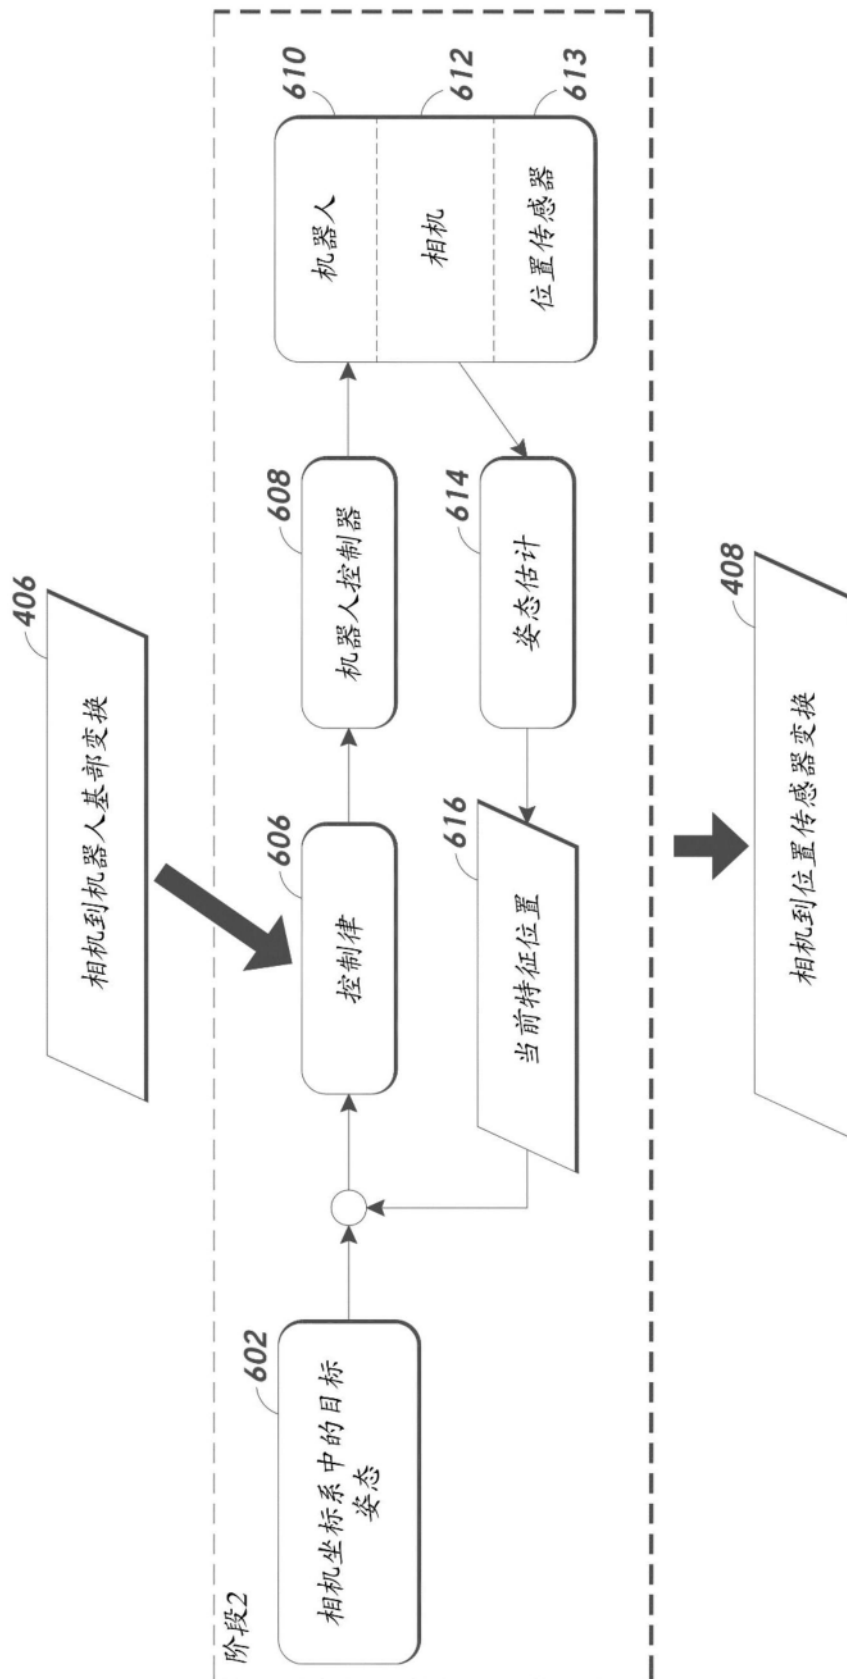 406
相机到机器人基部变换
阶段2
602
相机坐标系中的目标
姿态
606
控制律
608
机器人控制器
610
机器人
612
相机
613
位置传感器
614
姿态估计
616
当前特征位置
408
相机到位置传感器变换